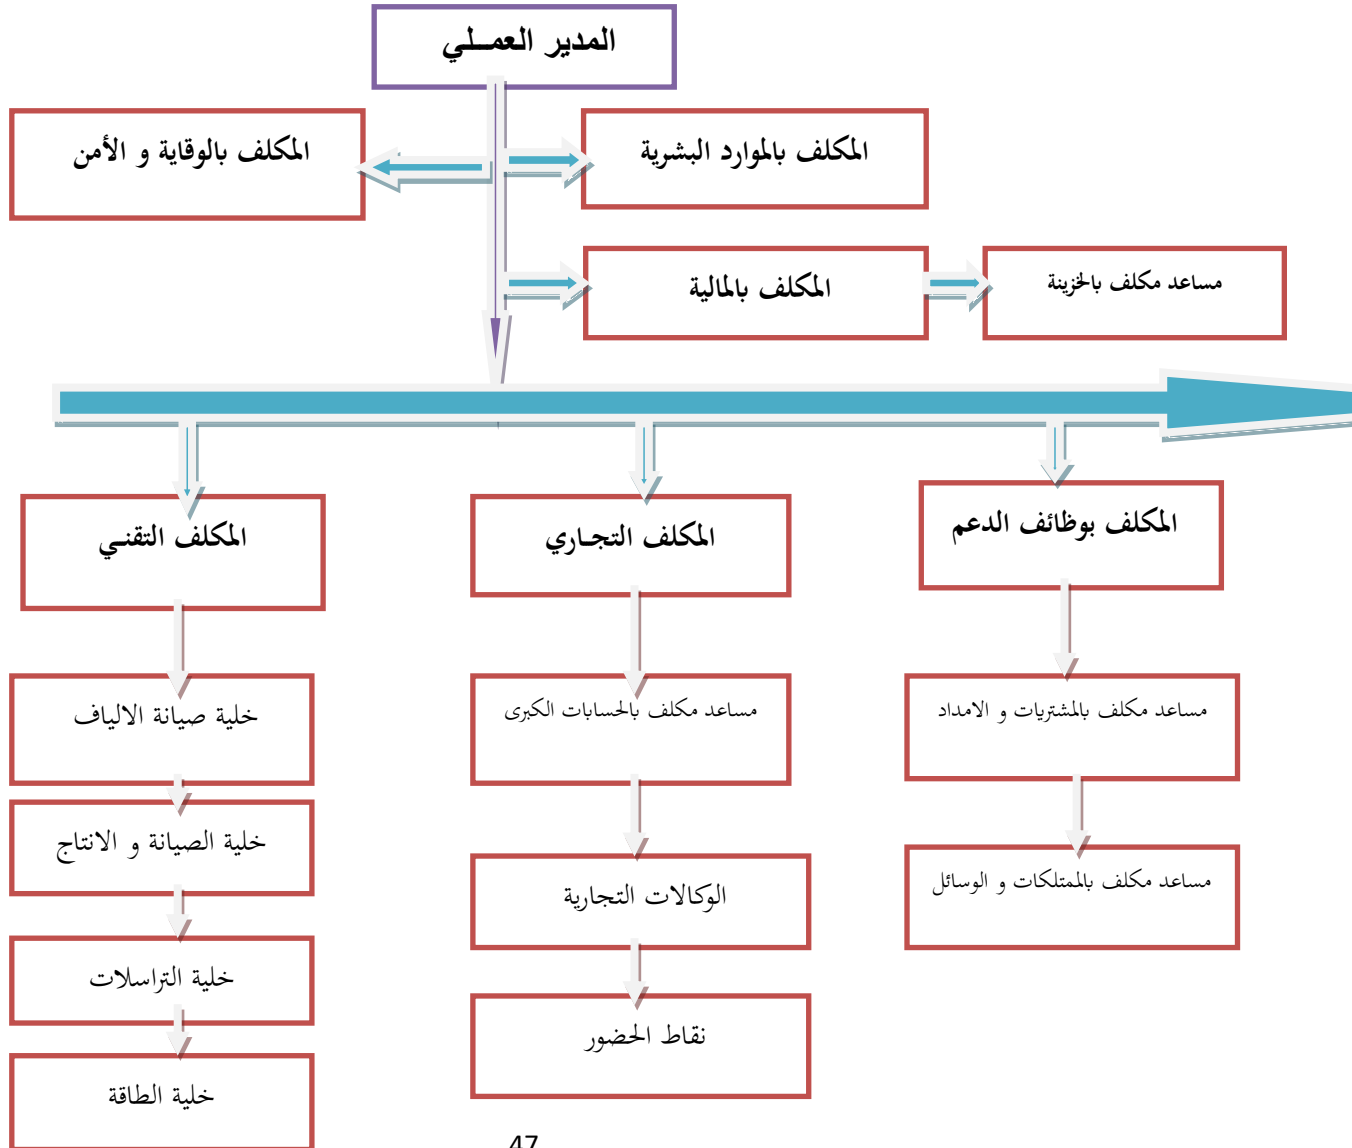 المدير العمــلي
المكلف بالموارد البشرية
المكلف بالوقاية و الأمن
المكلف بالمالية
مساعد مكلف بالخزينة
المكلف بوظائف الدعم
المكلف التجـاري
المكلف التقنـي
مساعد مكلف بالمشتريات و الامداد
مساعد مكلف بالحسابات الكبرى
خلية صيانة الالياف
مساعد مكلف بالممتلكات و الوسائل
الوكالات التجارية
خلية الصيانة و الانتاج
نقاط الحضور
خلية التراسلات
خلية الطاقة
47